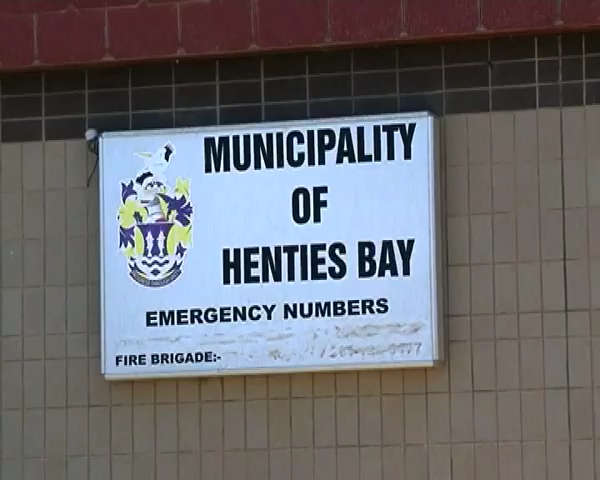 MUNICIPALITY
OF
HENTIES BAY
EMERGENCY NUMBERS
FIRE BRIGADE:-